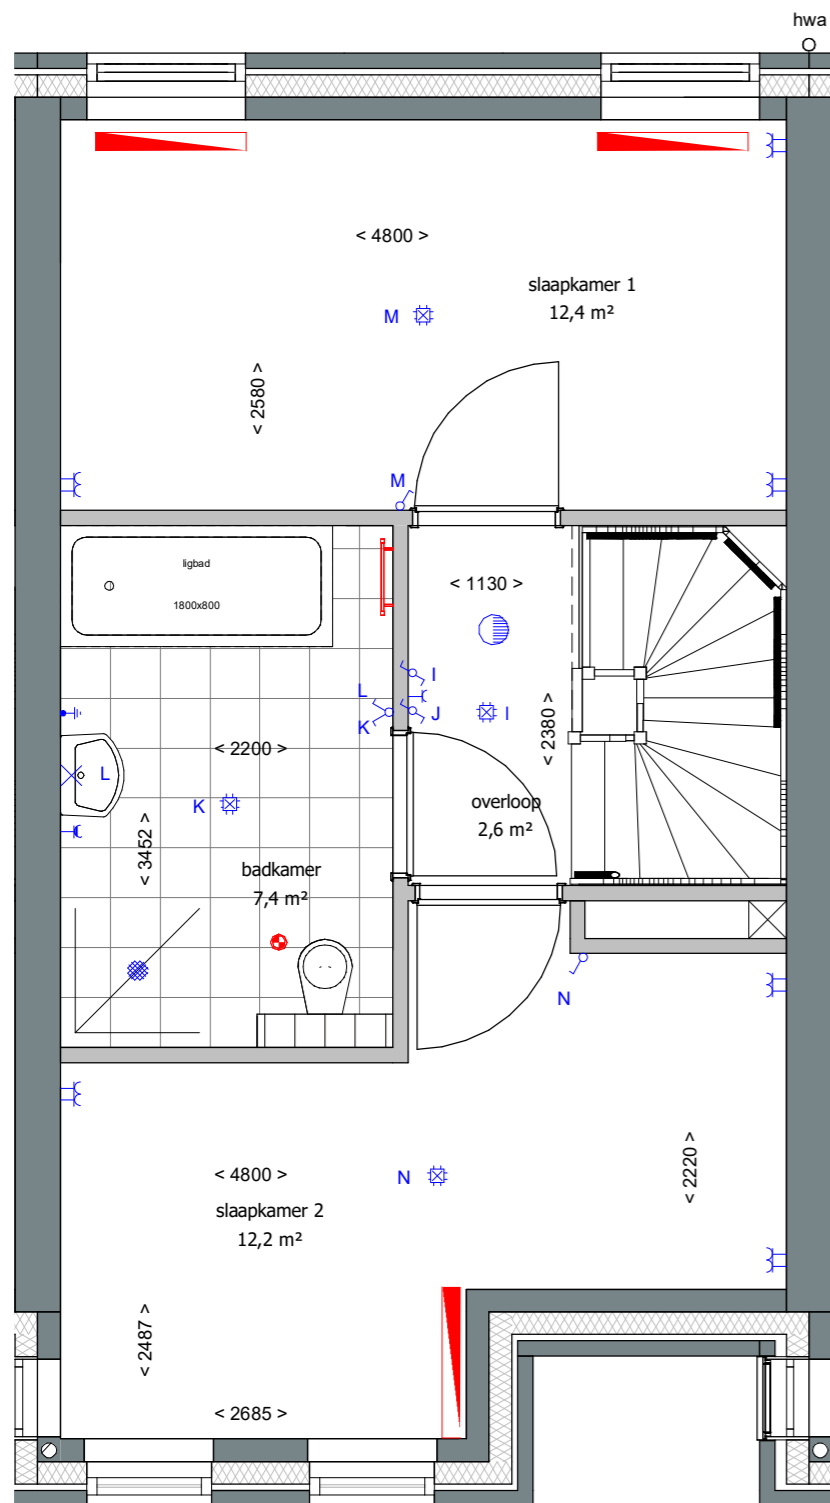 hwa
< 4800 >
slaapkamer 1
12,4 m²
M
< 2580 >
M
ligbad
1800x800
< 1130 >
I
L
J
I
K
< 2380 >
< 2200 >
L
K
overloop
2,6 m²
< 3452 >
badkamer
7,4 m²
N
< 2220 >
< 4800 >
N
slaapkamer 2
12,2 m²
< 2487 >
< 2685 >